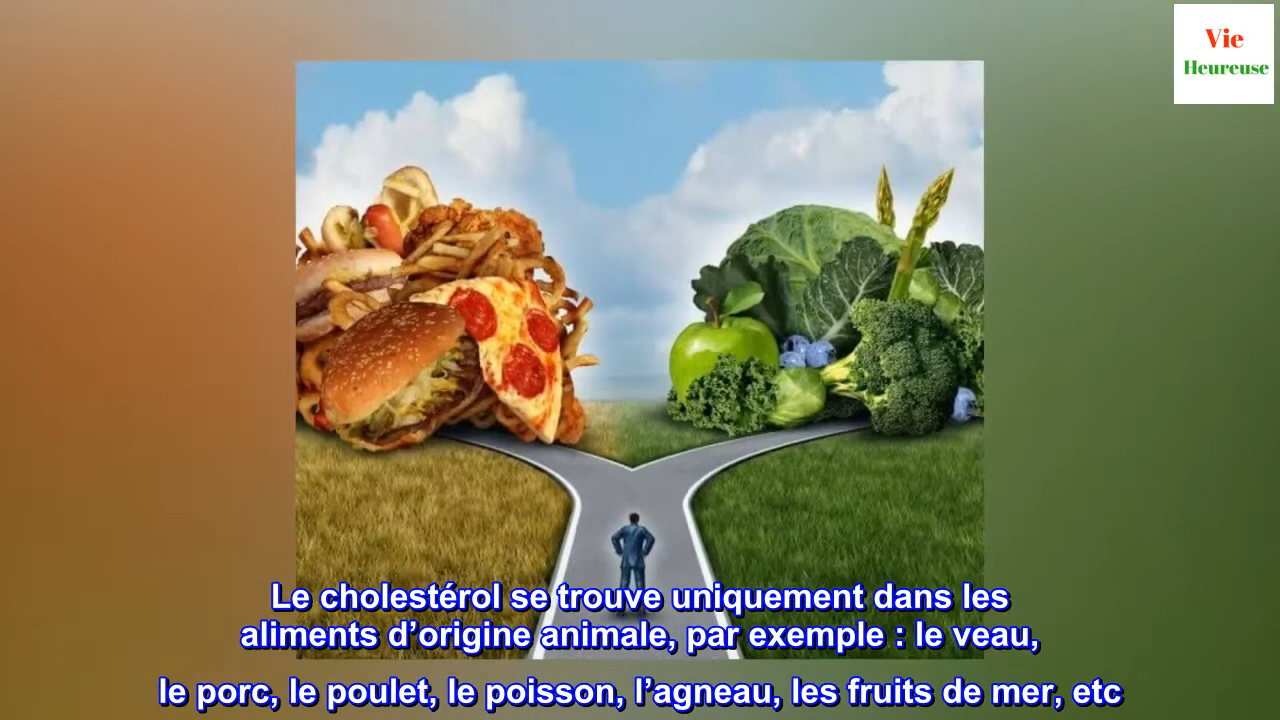 Vie
Heureuse
Le cholestérol se trouve uniquement dans les
aliments d’origine animale, par exemple : le veau,
le porc, le poulet, le poisson, l’agneau, les fruits de mer, etc